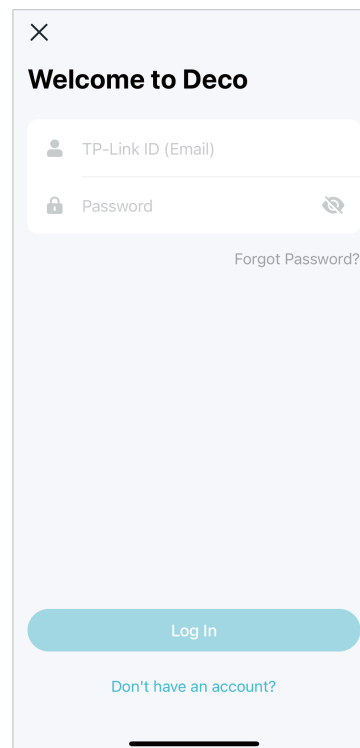 Welcome to Deco
TP-Link ID (Email)
Password
Forgot Password?
Log In
Don't have an account?